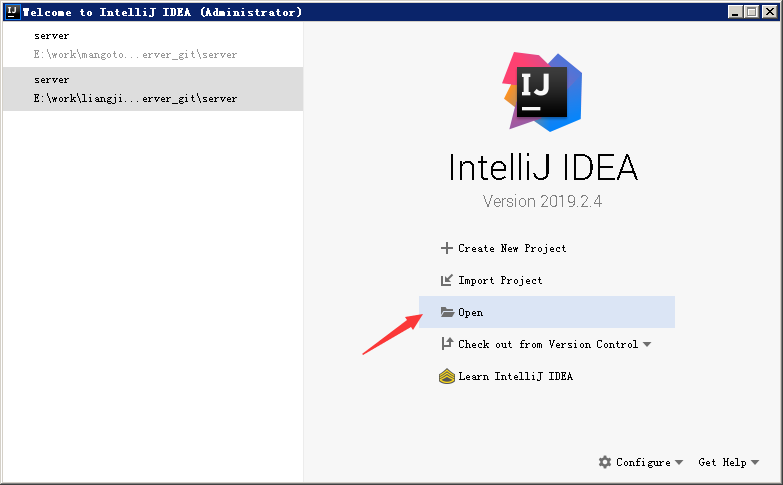 Welcome to IntelliJ IDEA (Administrator)
server
E:\work\mangoto...erver_git\server
server
E:\work\liangji...erver_git\server
IJ
IntelliJ IDEA
Version 2019.2.4
Create New Project
Import Project
Open
Check out from Version Control
Learn IntelliJ IDEA
Configure
Get Help